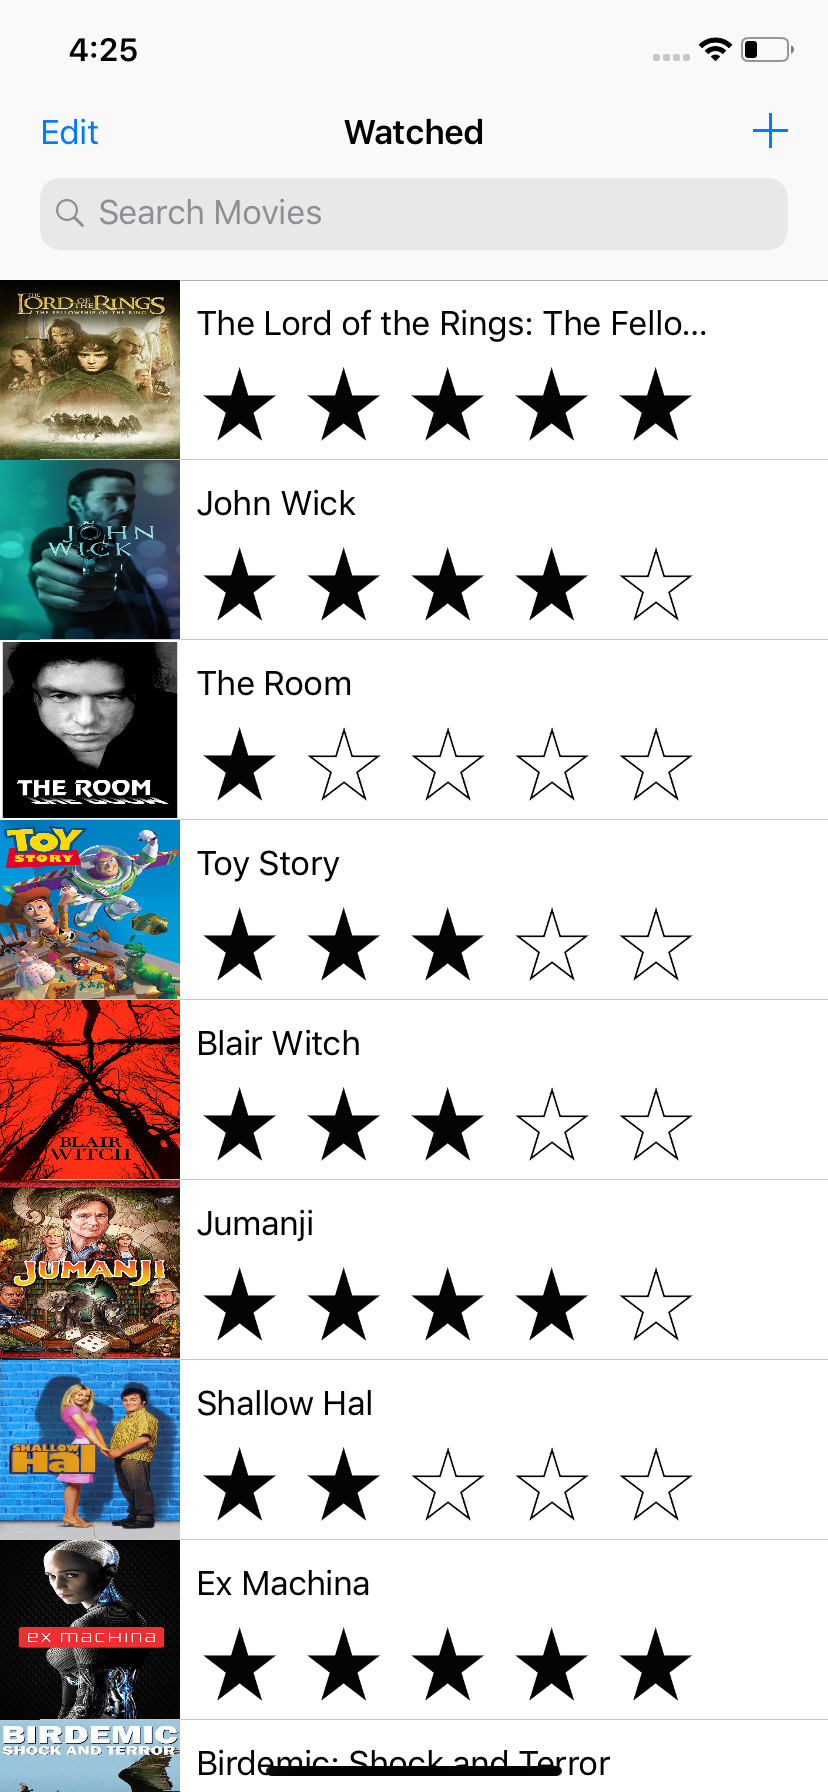 4:25
Edit
Watched
Search Movies
THE
LORD OF THE RINGS
THE FELLOWSHIP OF THE RING
The Lord of the Rings: The Fello...
John Wick
JOHN
WICK
The Room
THE ROOM
Toy Story
TOY
STORY
Blair Witch
BLAIR
WITCH
Jumanji
JUMANJI
Shallow Hal
SHALLOW
Hal
Ex Machina
EX MACHINA
BIRDEMIC
SHOCK AND TERROR
Birdemic: Shock and Terror